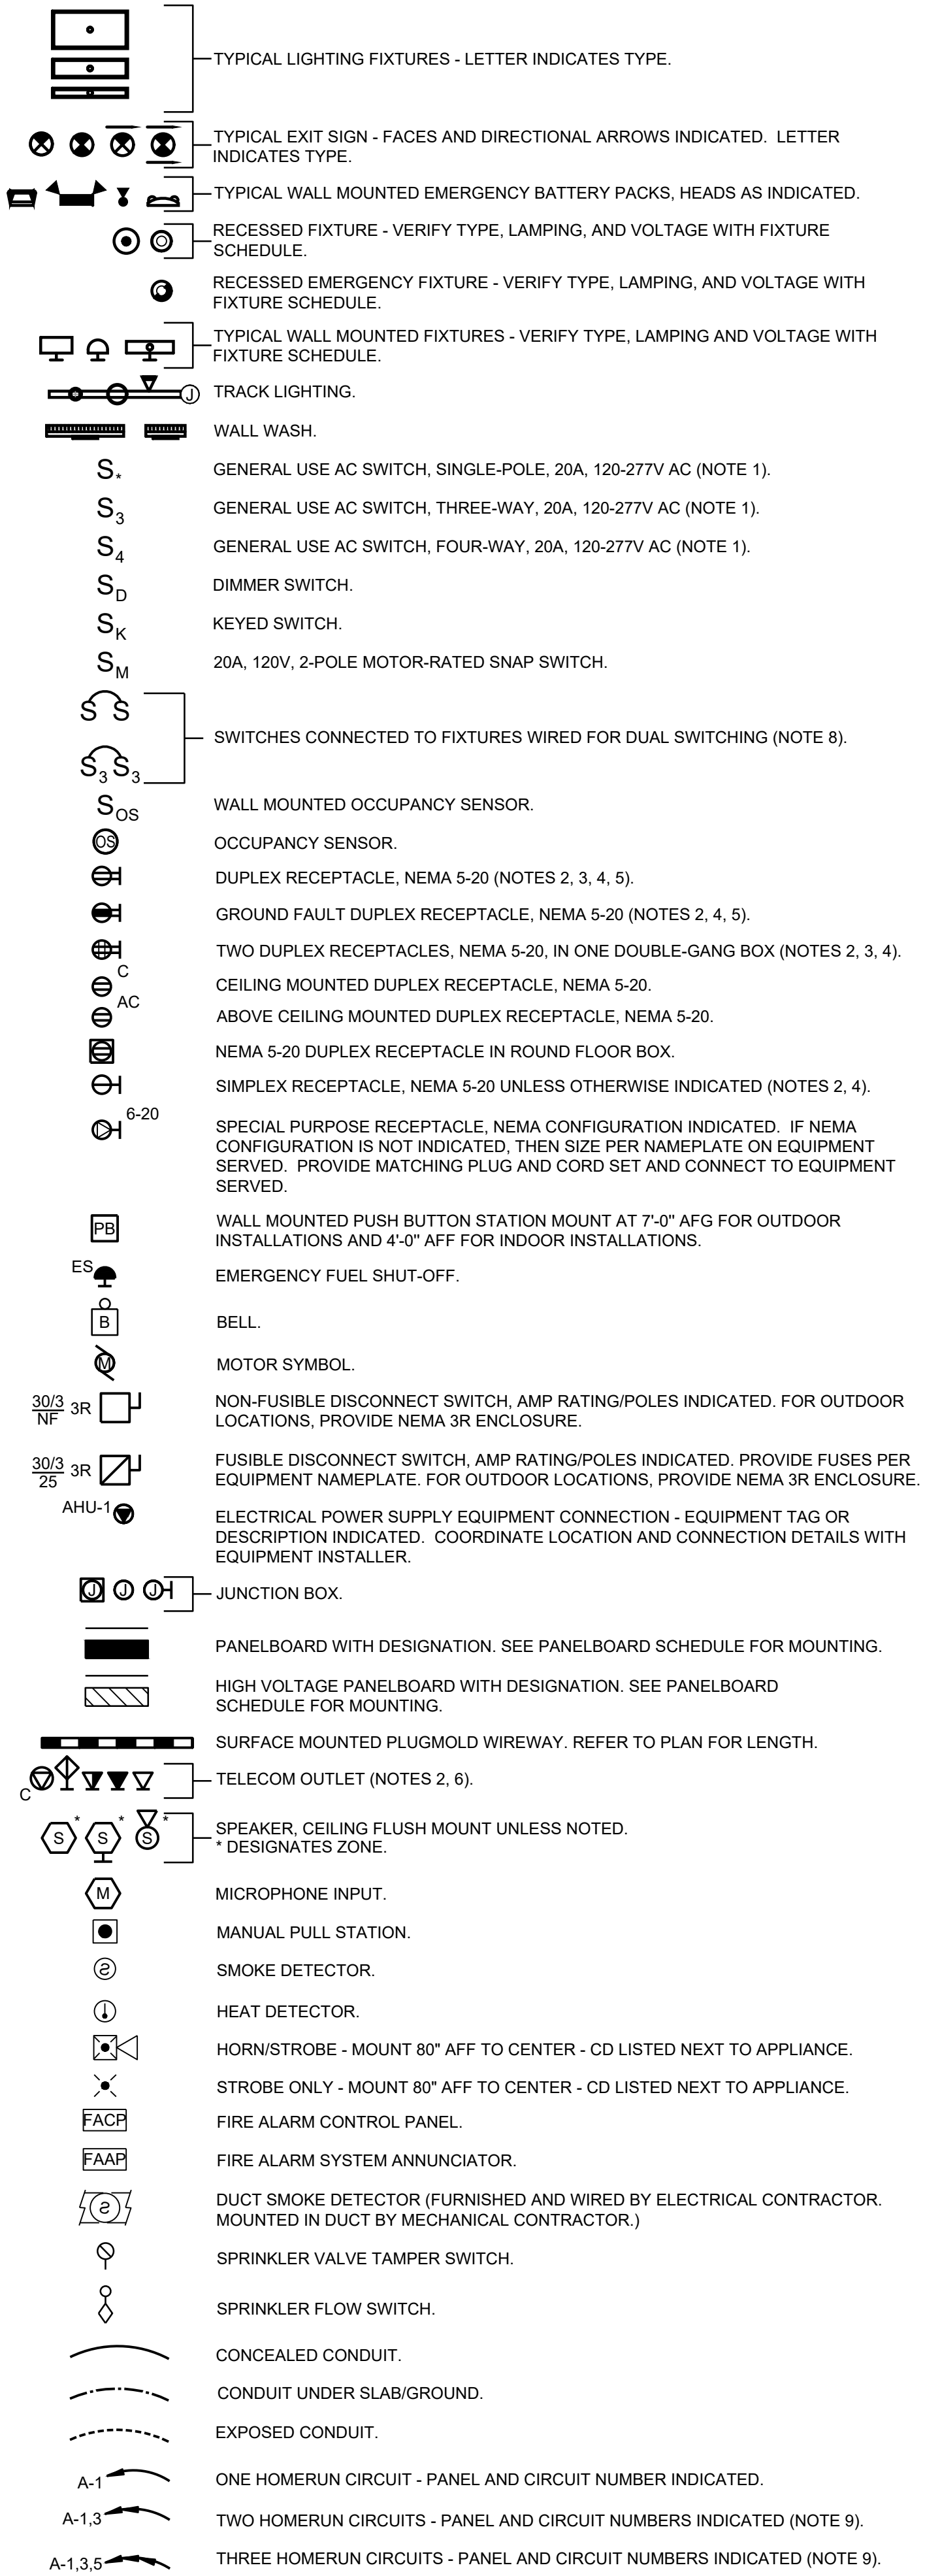 TYPICAL LIGHTING FIXTURES - LETTER INDICATES TYPE.
TYPICAL EXIT SIGN - FACES AND DIRECTIONAL ARROWS INDICATED. LETTER
INDICATES TYPE.
TYPICAL WALL MOUNTED EMERGENCY BATTERY PACKS, HEADS AS INDICATED.
RECESSED FIXTURE - VERIFY TYPE, LAMPING, AND VOLTAGE WITH FIXTURE
SCHEDULE.
RECESSED EMERGENCY FIXTURE - VERIFY TYPE, LAMPING, AND VOLTAGE WITH
FIXTURE SCHEDULE.
TYPICAL WALL MOUNTED FIXTURES - VERIFY TYPE, LAMPING AND VOLTAGE WITH
FIXTURE SCHEDULE.
J TRACK LIGHTING.
WALL WASH.
S* GENERAL USE AC SWITCH, SINGLE-POLE, 20A, 120-277V AC (NOTE 1).
S3 GENERAL USE AC SWITCH, THREE-WAY, 20A, 120-277V AC (NOTE 1).
S4 GENERAL USE AC SWITCH, FOUR-WAY, 20A, 120-277V AC (NOTE 1).
SD DIMMER SWITCH.
SK KEYED SWITCH.
SM 20A, 120V, 2-POLE MOTOR-RATED SNAP SWITCH.
S S
SWITCHES CONNECTED TO FIXTURES WIRED FOR DUAL SWITCHING (NOTE 8).
S3 S3
SOS WALL MOUNTED OCCUPANCY SENSOR.
OS OCCUPANCY SENSOR.
DUPLEX RECEPTACLE, NEMA 5-20 (NOTES 2, 3, 4, 5).
GROUND FAULT DUPLEX RECEPTACLE, NEMA 5-20 (NOTES 2, 4, 5).
TWO DUPLEX RECEPTACLES, NEMA 5-20, IN ONE DOUBLE-GANG BOX (NOTES 2, 3, 4).
C
CEILING MOUNTED DUPLEX RECEPTACLE, NEMA 5-20.
AC
ABOVE CEILING MOUNTED DUPLEX RECEPTACLE, NEMA 5-20.
NEMA 5-20 DUPLEX RECEPTACLE IN ROUND FLOOR BOX.
SIMPLEX RECEPTACLE, NEMA 5-20 UNLESS OTHERWISE INDICATED (NOTES 2, 4).
6-20
SPECIAL PURPOSE RECEPTACLE, NEMA CONFIGURATION INDICATED. IF NEMA
CONFIGURATION IS NOT INDICATED, THEN SIZE PER NAMEPLATE ON EQUIPMENT
SERVED. PROVIDE MATCHING PLUG AND CORD SET AND CONNECT TO EQUIPMENT
SERVED.
PB WALL MOUNTED PUSH BUTTON STATION MOUNT AT 7'-0" AFG FOR OUTDOOR
INSTALLATIONS AND 4'-0" AFF FOR INDOOR INSTALLATIONS.
ES EMERGENCY FUEL SHUT-OFF.
B BELL.
M MOTOR SYMBOL.
30/3
NF 3R NON-FUSIBLE DISCONNECT SWITCH, AMP RATING/POLES INDICATED. FOR OUTDOOR
LOCATIONS, PROVIDE NEMA 3R ENCLOSURE.
30/3
25 3R FUSIBLE DISCONNECT SWITCH, AMP RATING/POLES INDICATED. PROVIDE FUSES PER
EQUIPMENT NAMEPLATE. FOR OUTDOOR LOCATIONS, PROVIDE NEMA 3R ENCLOSURE.
AHU-1 ELECTRICAL POWER SUPPLY EQUIPMENT CONNECTION - EQUIPMENT TAG OR
DESCRIPTION INDICATED. COORDINATE LOCATION AND CONNECTION DETAILS WITH
EQUIPMENT INSTALLER.
J J J JUNCTION BOX.
PANELBOARD WITH DESIGNATION. SEE PANELBOARD SCHEDULE FOR MOUNTING.
HIGH VOLTAGE PANELBOARD WITH DESIGNATION. SEE PANELBOARD
SCHEDULE FOR MOUNTING.
SURFACE MOUNTED PLUGMOLD WIREWAY. REFER TO PLAN FOR LENGTH.
C TELECOM OUTLET (NOTES 2, 6).
S* S* S* SPEAKER, CEILING FLUSH MOUNT UNLESS NOTED.
* DESIGNATES ZONE.
M MICROPHONE INPUT.
MANUAL PULL STATION.
S SMOKE DETECTOR.
HEAT DETECTOR.
HORN/STROBE - MOUNT 80" AFF TO CENTER - CD LISTED NEXT TO APPLIANCE.
STROBE ONLY - MOUNT 80" AFF TO CENTER - CD LISTED NEXT TO APPLIANCE.
FACP FIRE ALARM CONTROL PANEL.
FAAP FIRE ALARM SYSTEM ANNUNCIATOR.
S DUCT SMOKE DETECTOR (FURNISHED AND WIRED BY ELECTRICAL CONTRACTOR.
MOUNTED IN DUCT BY MECHANICAL CONTRACTOR.)
SPRINKLER VALVE TAMPER SWITCH.
SPRINKLER FLOW SWITCH.
CONCEALED CONDUIT.
CONDUIT UNDER SLAB/GROUND.
EXPOSED CONDUIT.
A-1 ONE HOMERUN CIRCUIT - PANEL AND CIRCUIT NUMBER INDICATED.
A-1,3 TWO HOMERUN CIRCUITS - PANEL AND CIRCUIT NUMBERS INDICATED (NOTE 9).
A-1,3,5 THREE HOMERUN CIRCUITS - PANEL AND CIRCUIT NUMBERS INDICATED (NOTE 9).